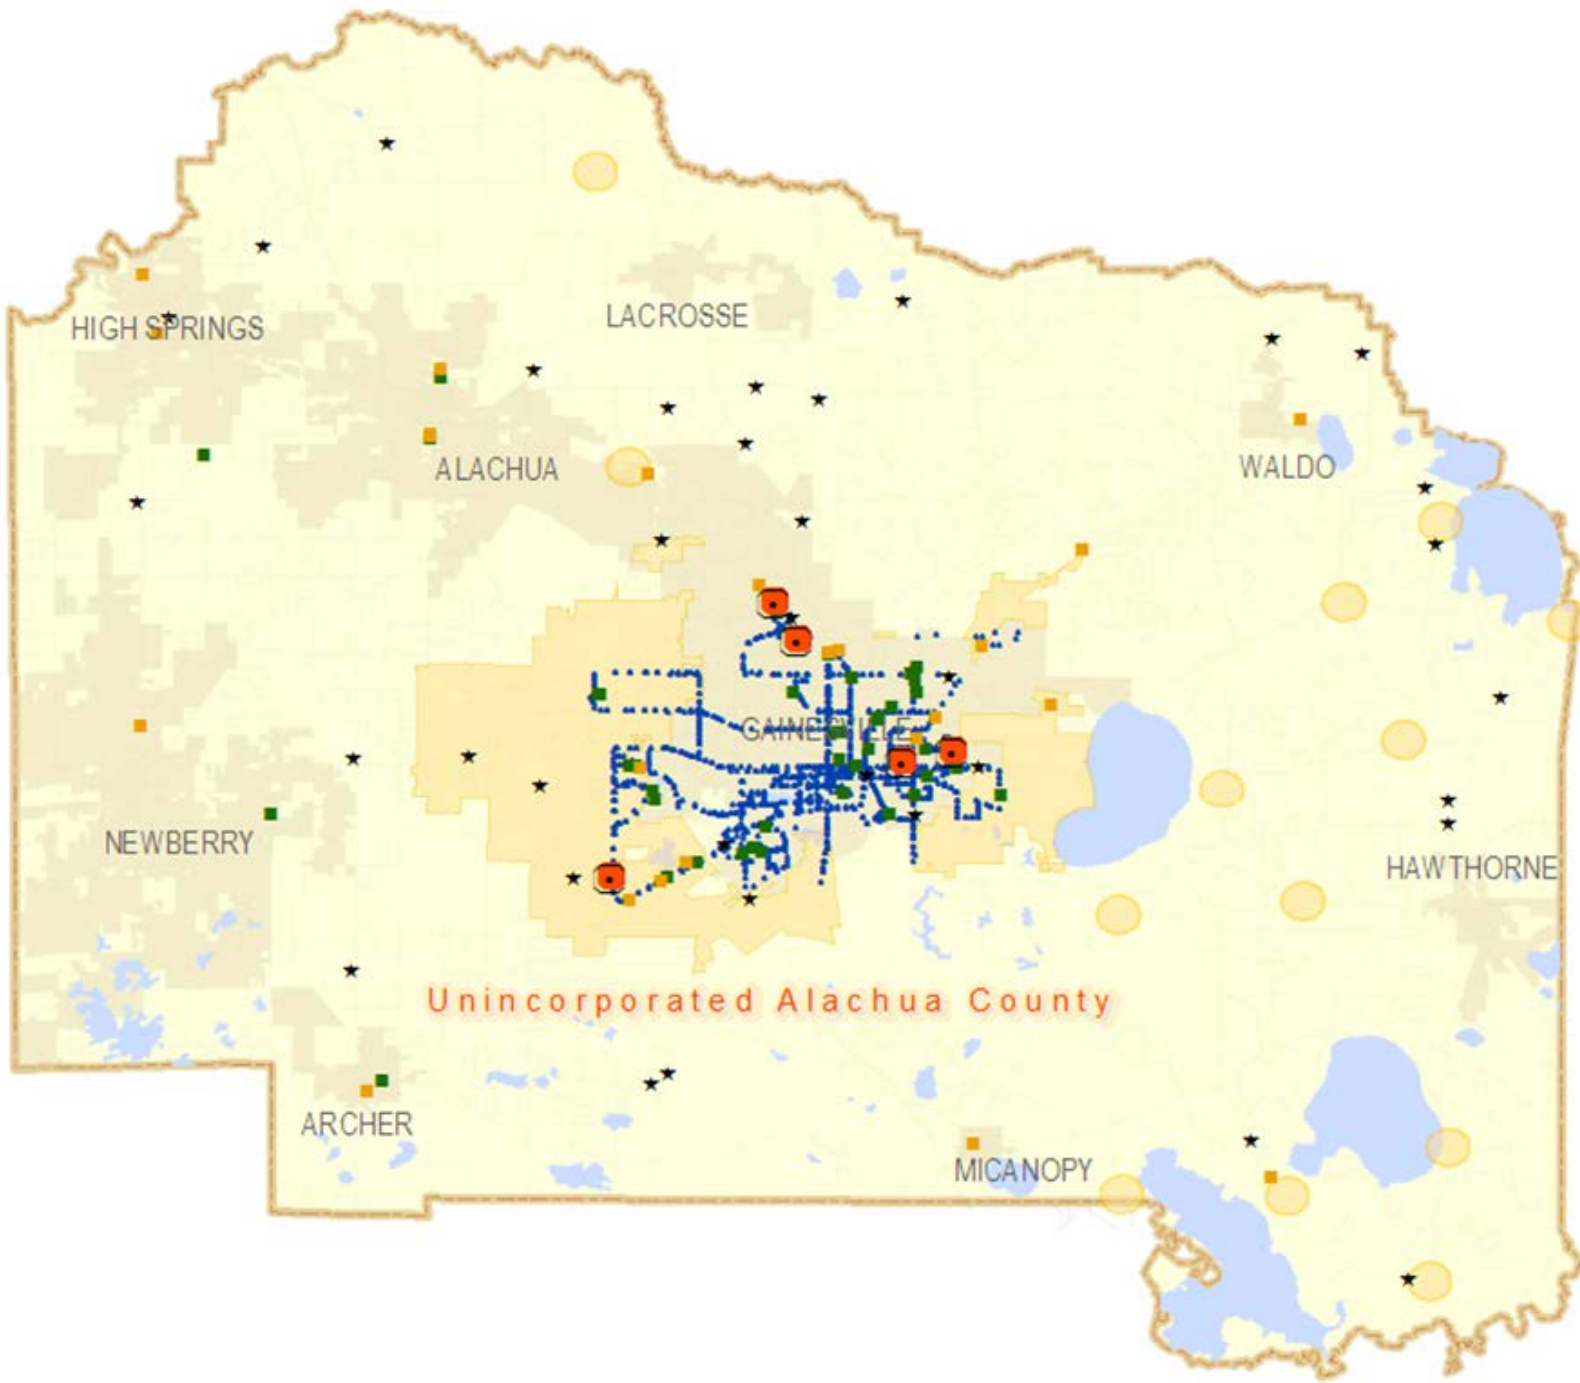 LACROSSE
HIGH SPRINGS
ALACHUA
WALDO
GAINESVILLE
NEWBERRY
HAWTHORNE
Unincorporated Alachua County
ARCHER
MICANOPY